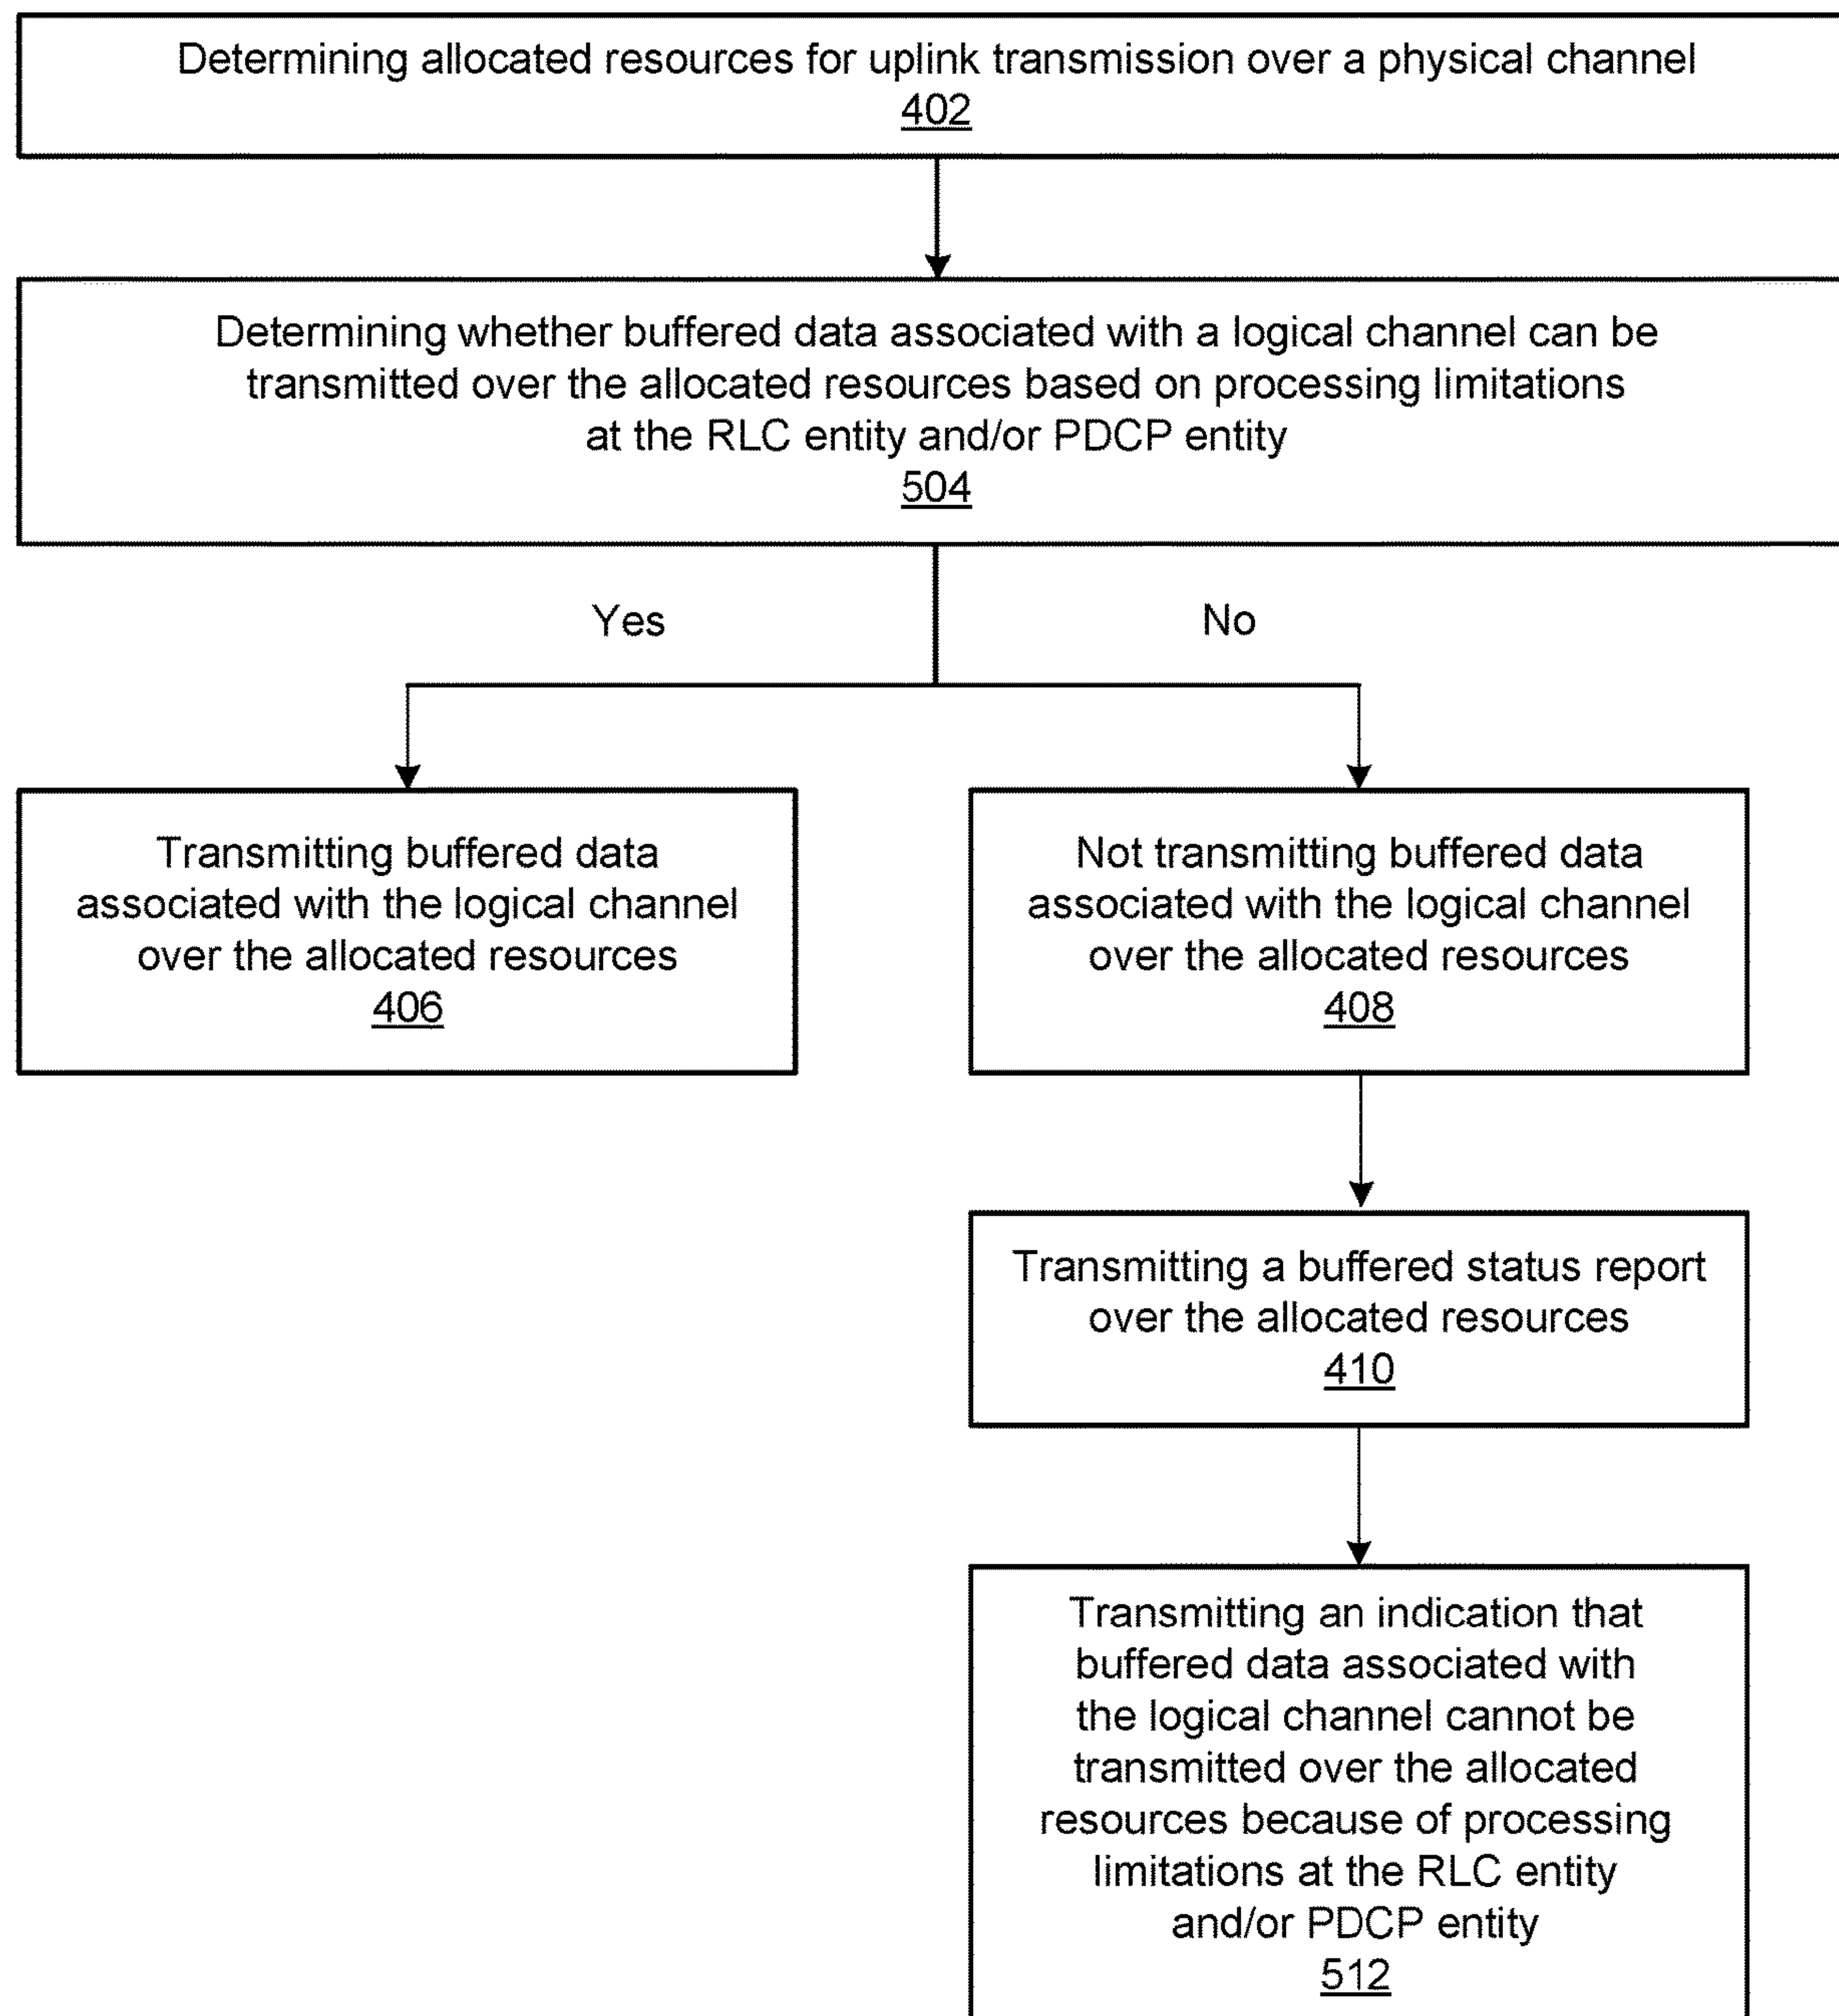 Determining allocated resources for uplink transmission over a physical channel
402
Determining whether buffered data associated with a logical channel can be
transmitted over the allocated resources based on processing limitations
at the RLC entity and/or PDCP entity
504
Yes
No
Transmitting buffered data
associated with the logical channel
over the allocated resources
406
Not transmitting buffered data
associated with the logical channel
over the allocated resources
408
Transmitting a buffered status report
over the allocated resources
410
Transmitting an indication that
buffered data associated with
the logical channel cannot be
transmitted over the allocated
resources because of processing
limitations at the RLC entity
and/or PDCP entity
512